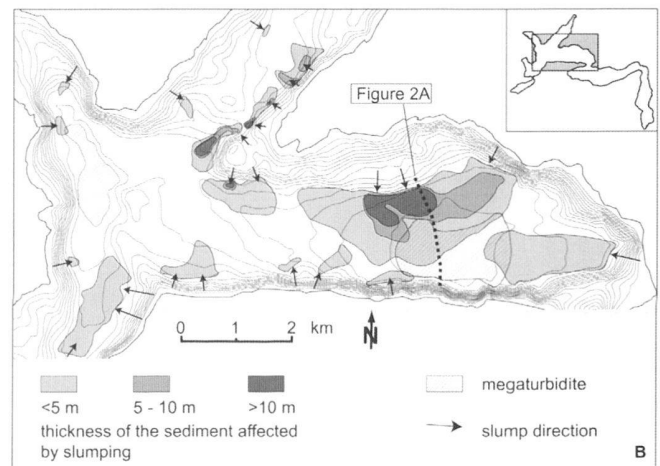 Figure 2A
0 1 2 km
N
<5 m 5 - 10 m >10 m
thickness of the sediment affected
by slumping
megaturbidite
slump direction
B